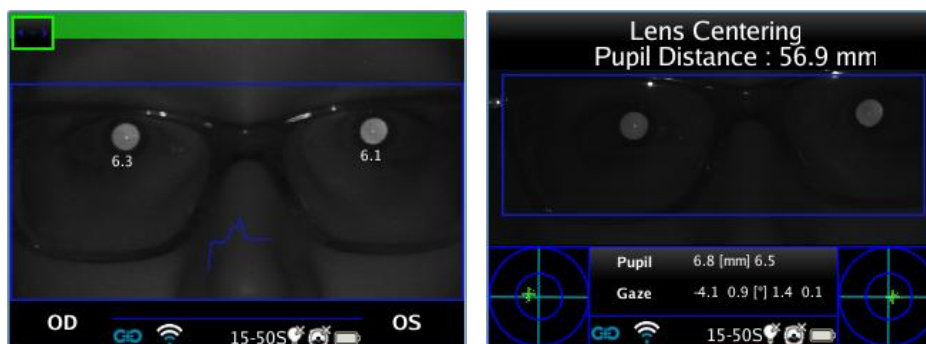 6.3
6.1
OD
OS
15-50S
Lens Centering
Pupil Distance : 56.9 mm
Pupil 6.8 [mm] 6.5
Gaze -4.1 0.9 [°] 1.4 0.1
15-50S